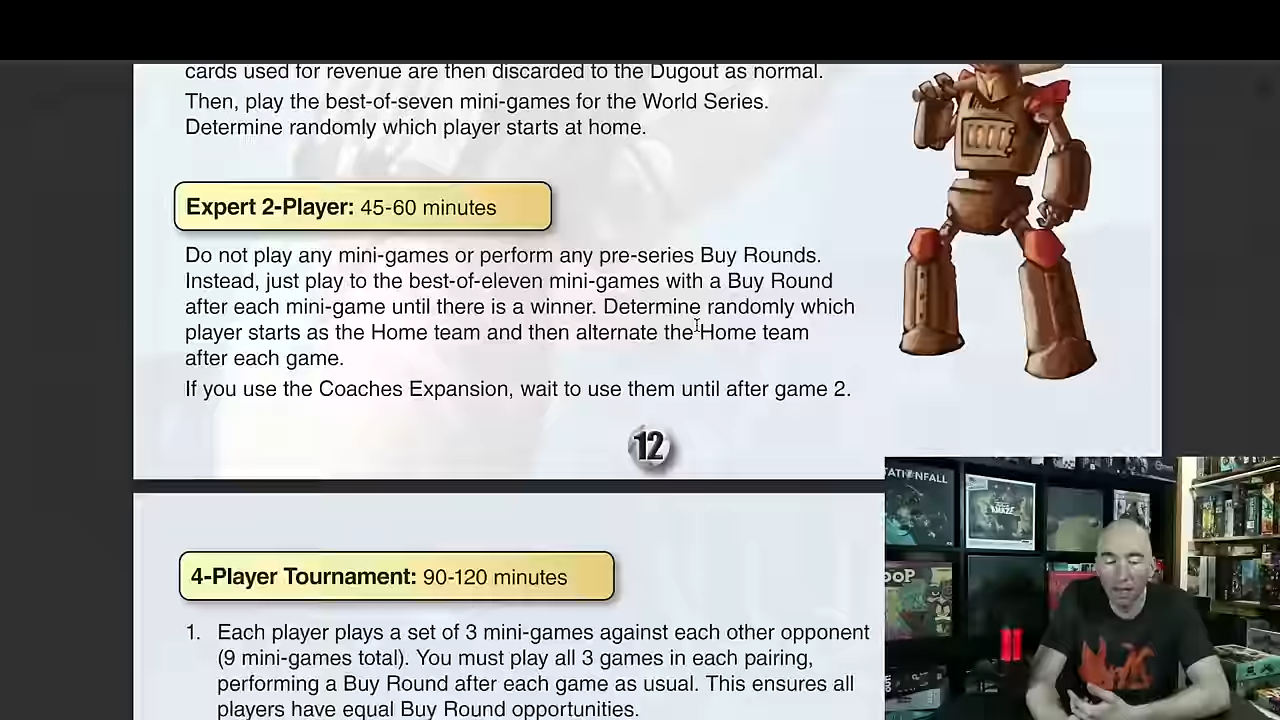 cards used for revenue are then discarded to the Dugout as normal.
Then, play the best-of-seven mini-games for the World Series.
Determine randomly which player starts at home.
Expert 2-Player: 45-60 minutes
Do not play any mini-games or perform any pre-series Buy Rounds.
Instead, just play to the best-of-eleven mini-games with a Buy Round
after each mini-game until there is a winner. Determine randomly which
player starts as the Home team and then alternate the Home team
after each game.
If you use the Coaches Expansion, wait to use them until after game 2.
12
4-Player Tournament: 90-120 minutes
1. Each player plays a set of 3 mini-games against each other opponent
(9 mini-games total). You must play all 3 games in each pairing,
performing a Buy Round after each game as usual. This ensures all
players have equal Buy Round opportunities.